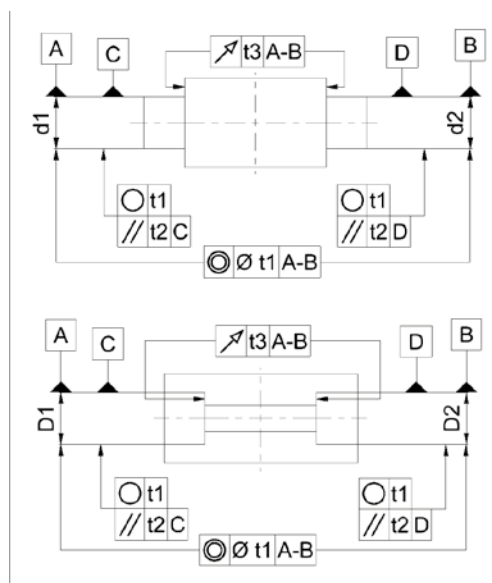 ↗ t3 A-B
A C D B
d1 d2
○ t1 ○ t1
// t2 C // t2 D
◎ Ø t1 A-B
↗ t3 A-B
A C D B
D1 D2
○ t1 ○ t1
// t2 C // t2 D
◎ Ø t1 A-B